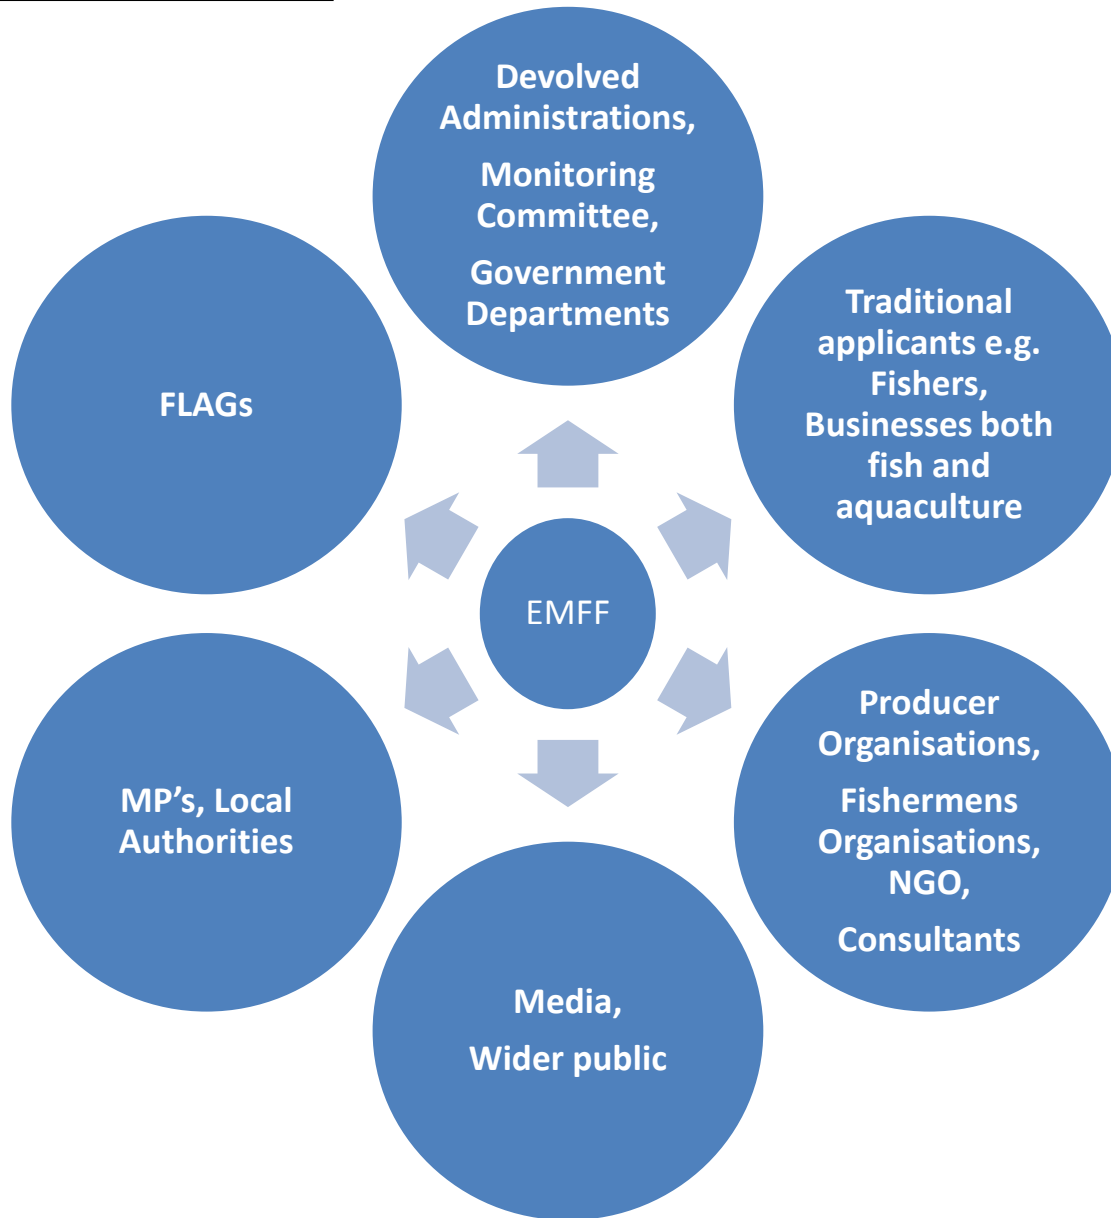 Devolved
Administrations,
Monitoring
Committee,
Government
Departments
Traditional
applicants e.g.
Fishers,
Businesses both
fish and
aquaculture
Producer
Organisations,
Fishermens
Organisations,
NGO,
Consultants
Media,
Wider public
MP’s, Local
Authorities
FLAGs
EMFF